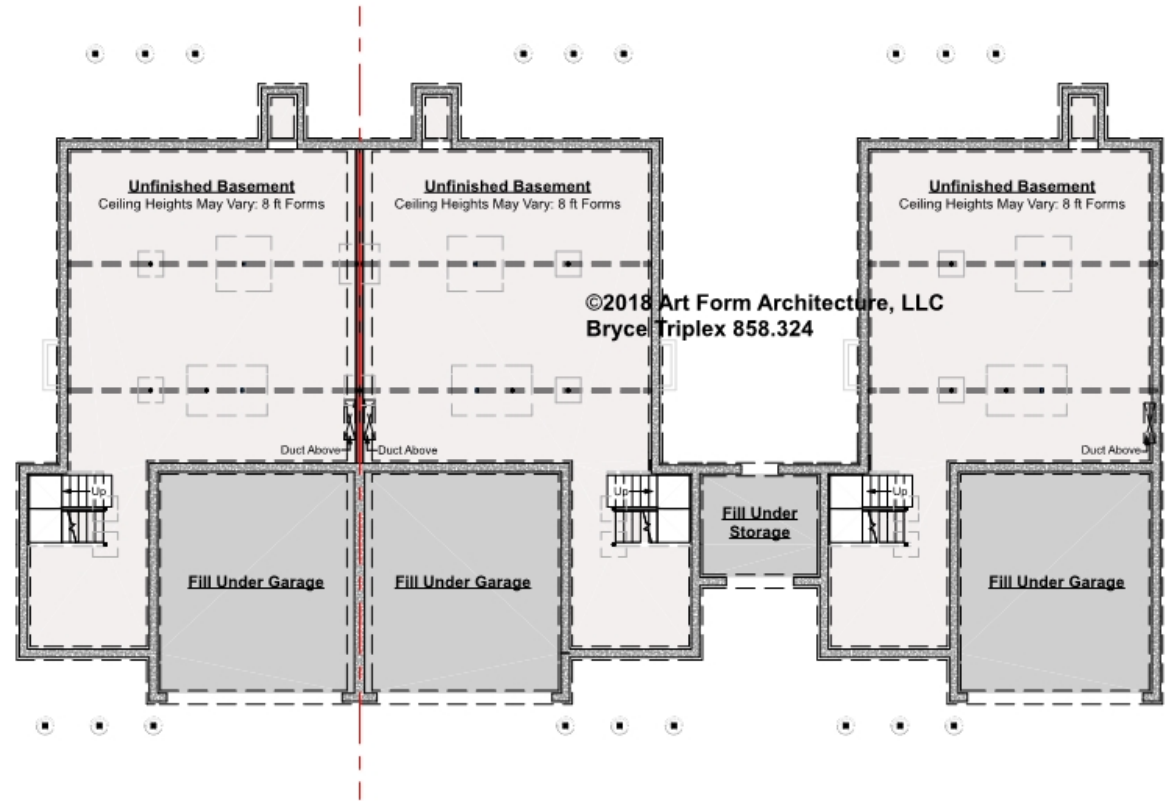 Unfinished Basement
Ceiling Heights May Vary: 8 ft Forms
Unfinished Basement
Ceiling Heights May Vary: 8 ft Forms
Unfinished Basement
Ceiling Heights May Vary: 8 ft Forms
©2018 Art Form Architecture, LLC
Bryce Triplex 858.324
Duct Above
Duct Above
Duct Above
Up
Up
Up
Fill Under
Storage
Fill Under Garage
Fill Under Garage
Fill Under Garage